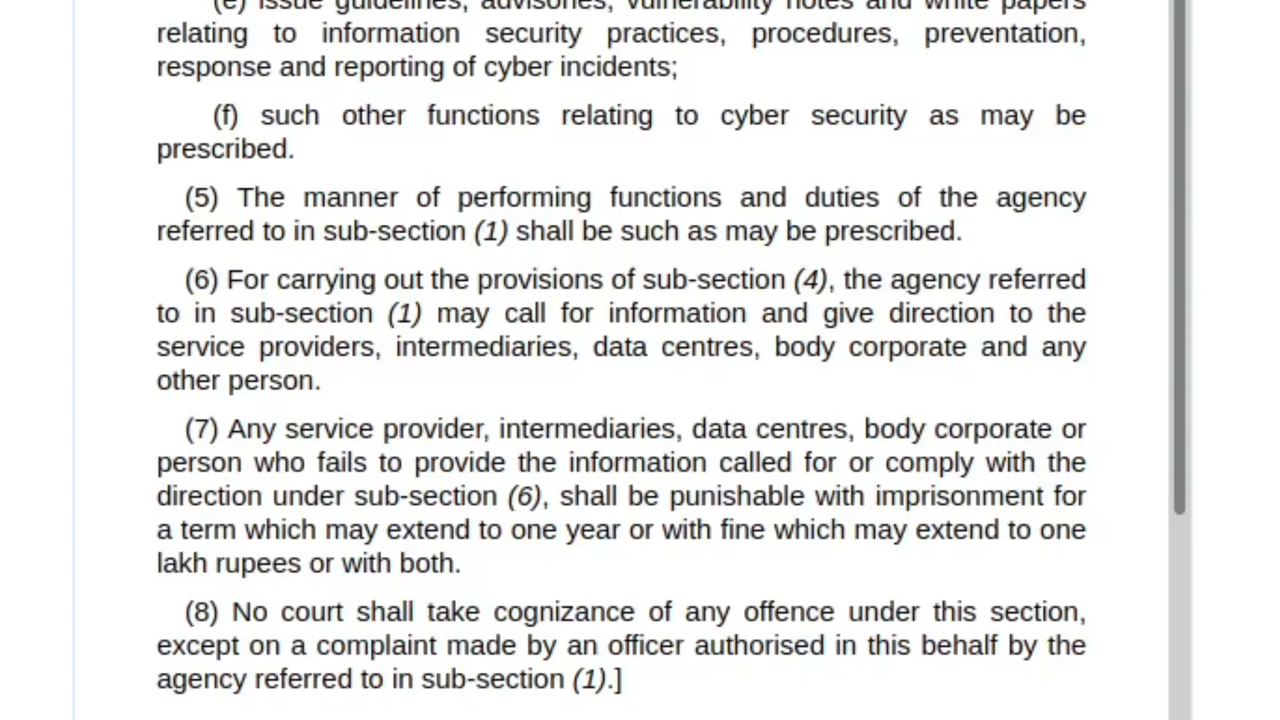 (e) issue guidelines, advisories, vulnerability notes and white papers
relating to information security practices, procedures, preventation,
response and reporting of cyber incidents;
(f) such other functions relating to cyber security as may be
prescribed.
(5) The manner of performing functions and duties of the agency
referred to in sub-section (1) shall be such as may be prescribed.
(6) For carrying out the provisions of sub-section (4), the agency referred
to in sub-section (1) may call for information and give direction to the
service providers, intermediaries, data centres, body corporate and any
other person.
(7) Any service provider, intermediaries, data centres, body corporate or
person who fails to provide the information called for or comply with the
direction under sub-section (6), shall be punishable with imprisonment for
a term which may extend to one year or with fine which may extend to one
lakh rupees or with both.
(8) No court shall take cognizance of any offence under this section,
except on a complaint made by an officer authorised in this behalf by the
agency referred to in sub-section (1).]